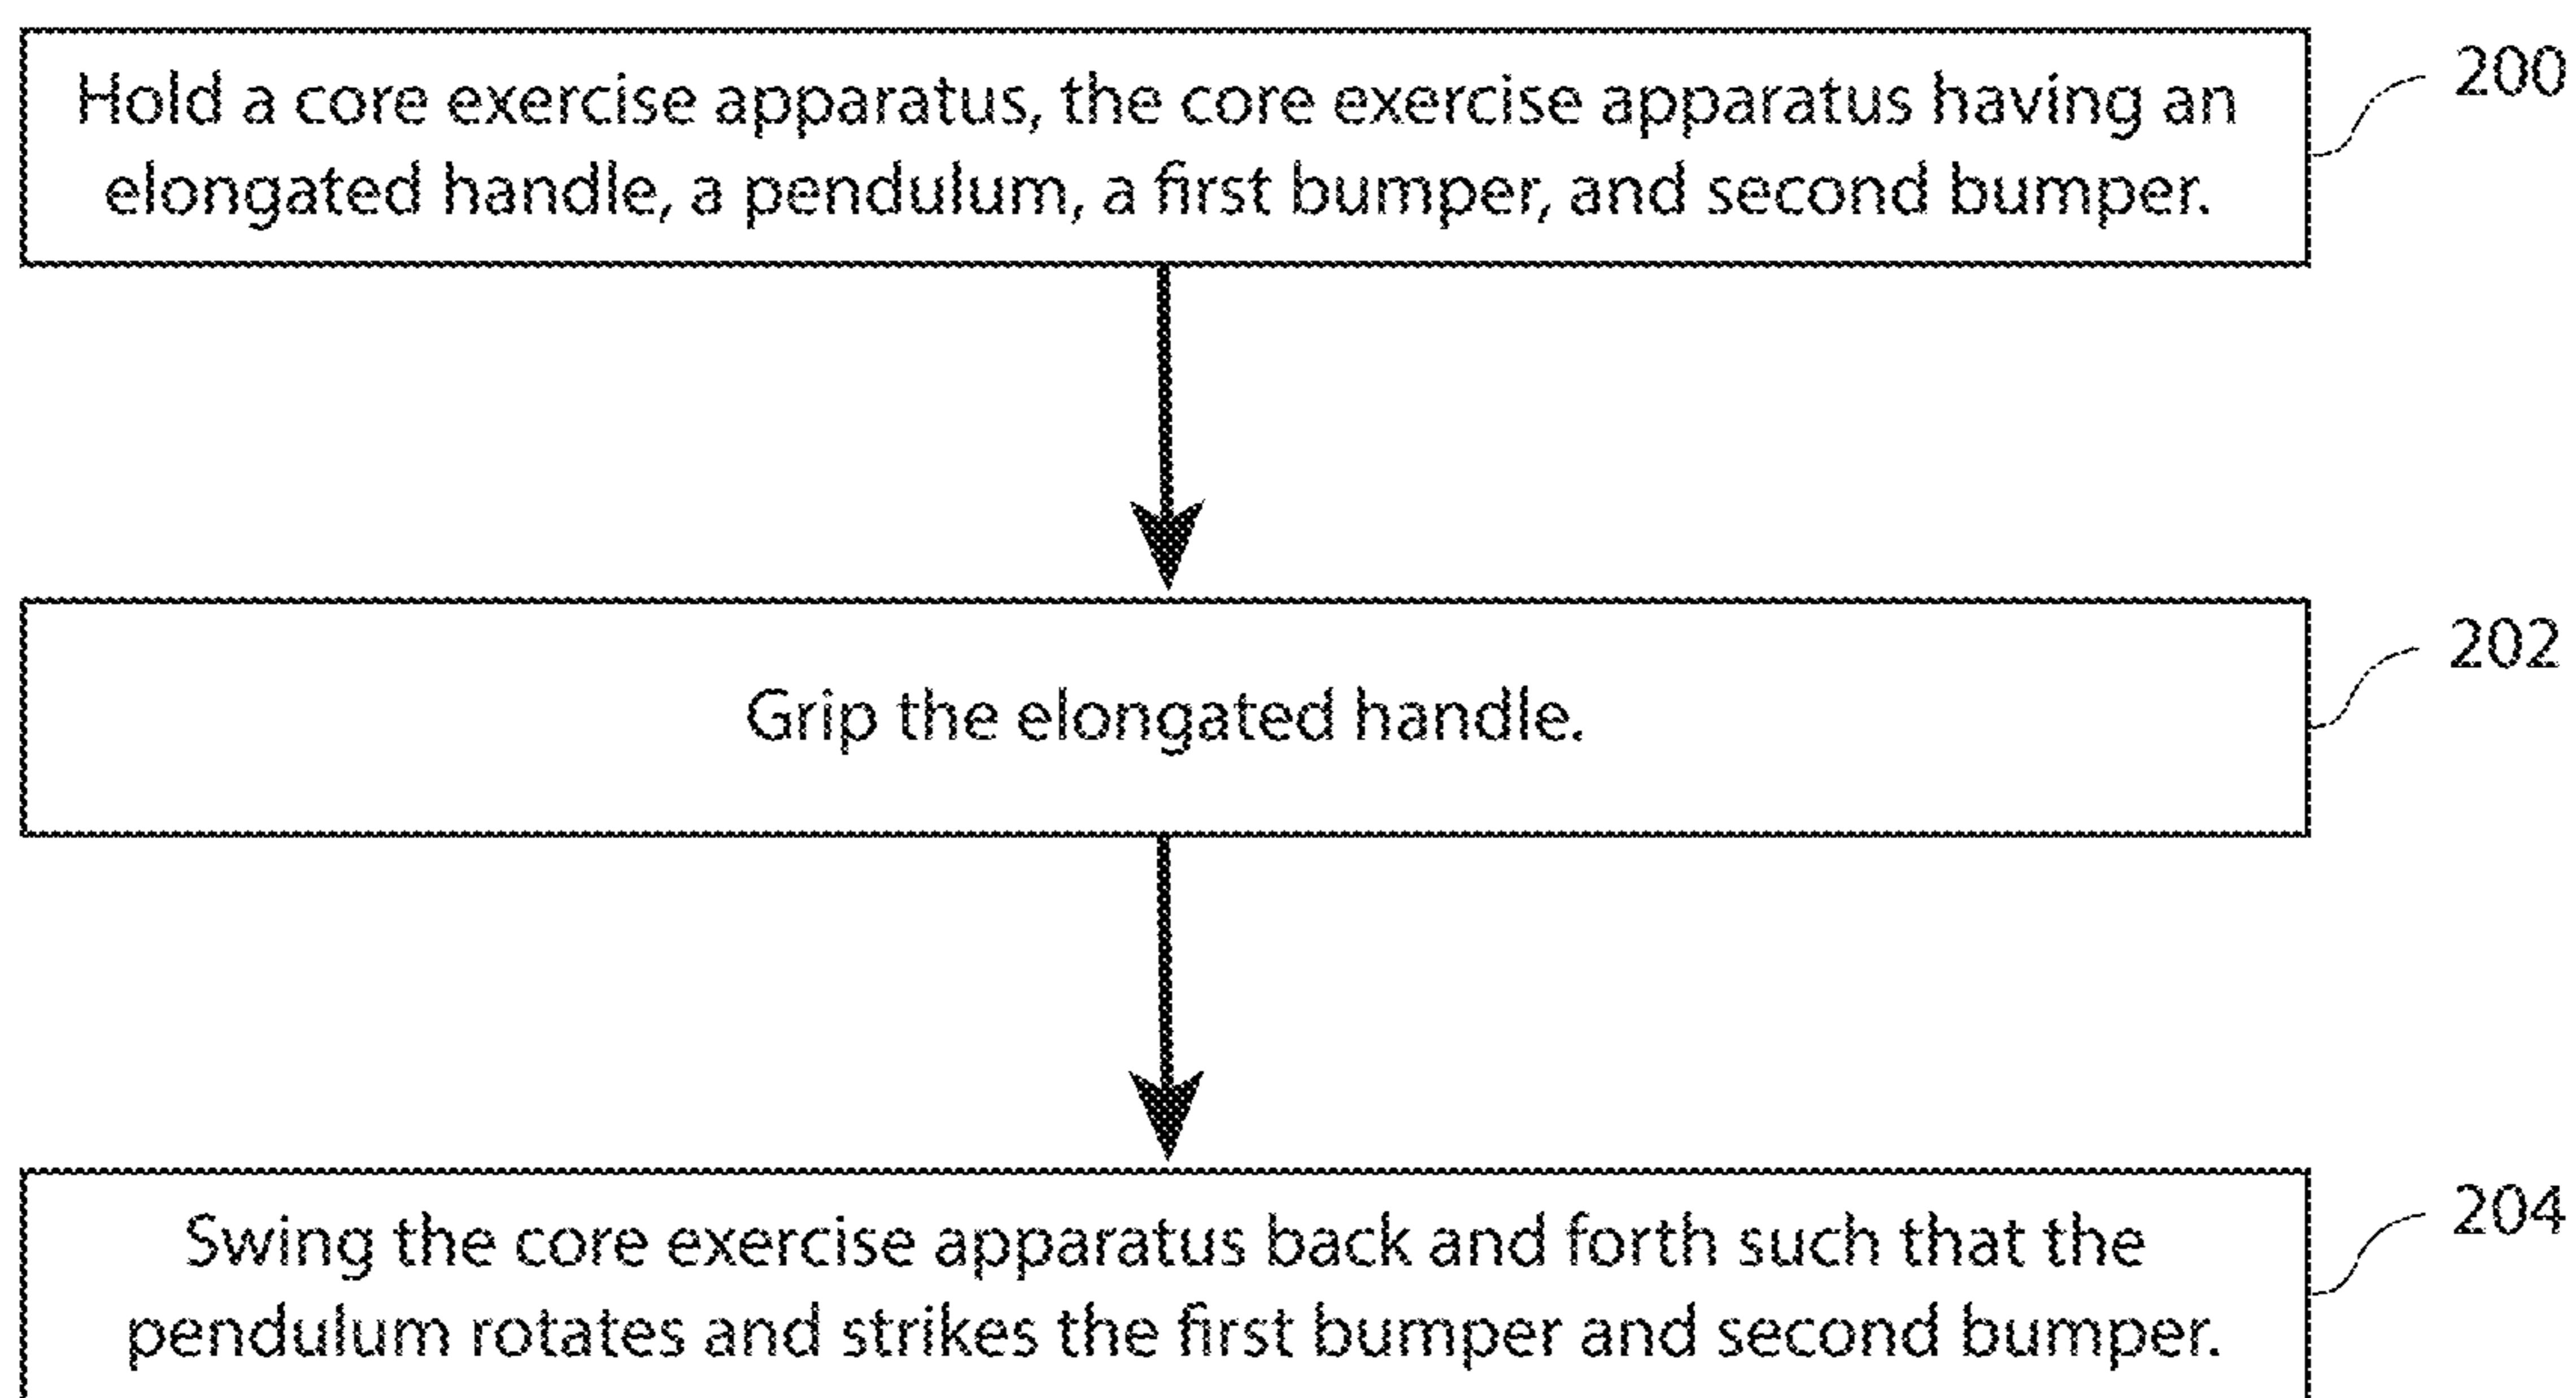 Hold a core exercise apparatus, the core exercise apparatus having an
elongated handle, a pendulum, a first bumper, and second bumper.
200
Grip the elongated handle.
202
Swing the core exercise apparatus back and forth such that the
pendulum rotates and strikes the first bumper and second bumper.
204